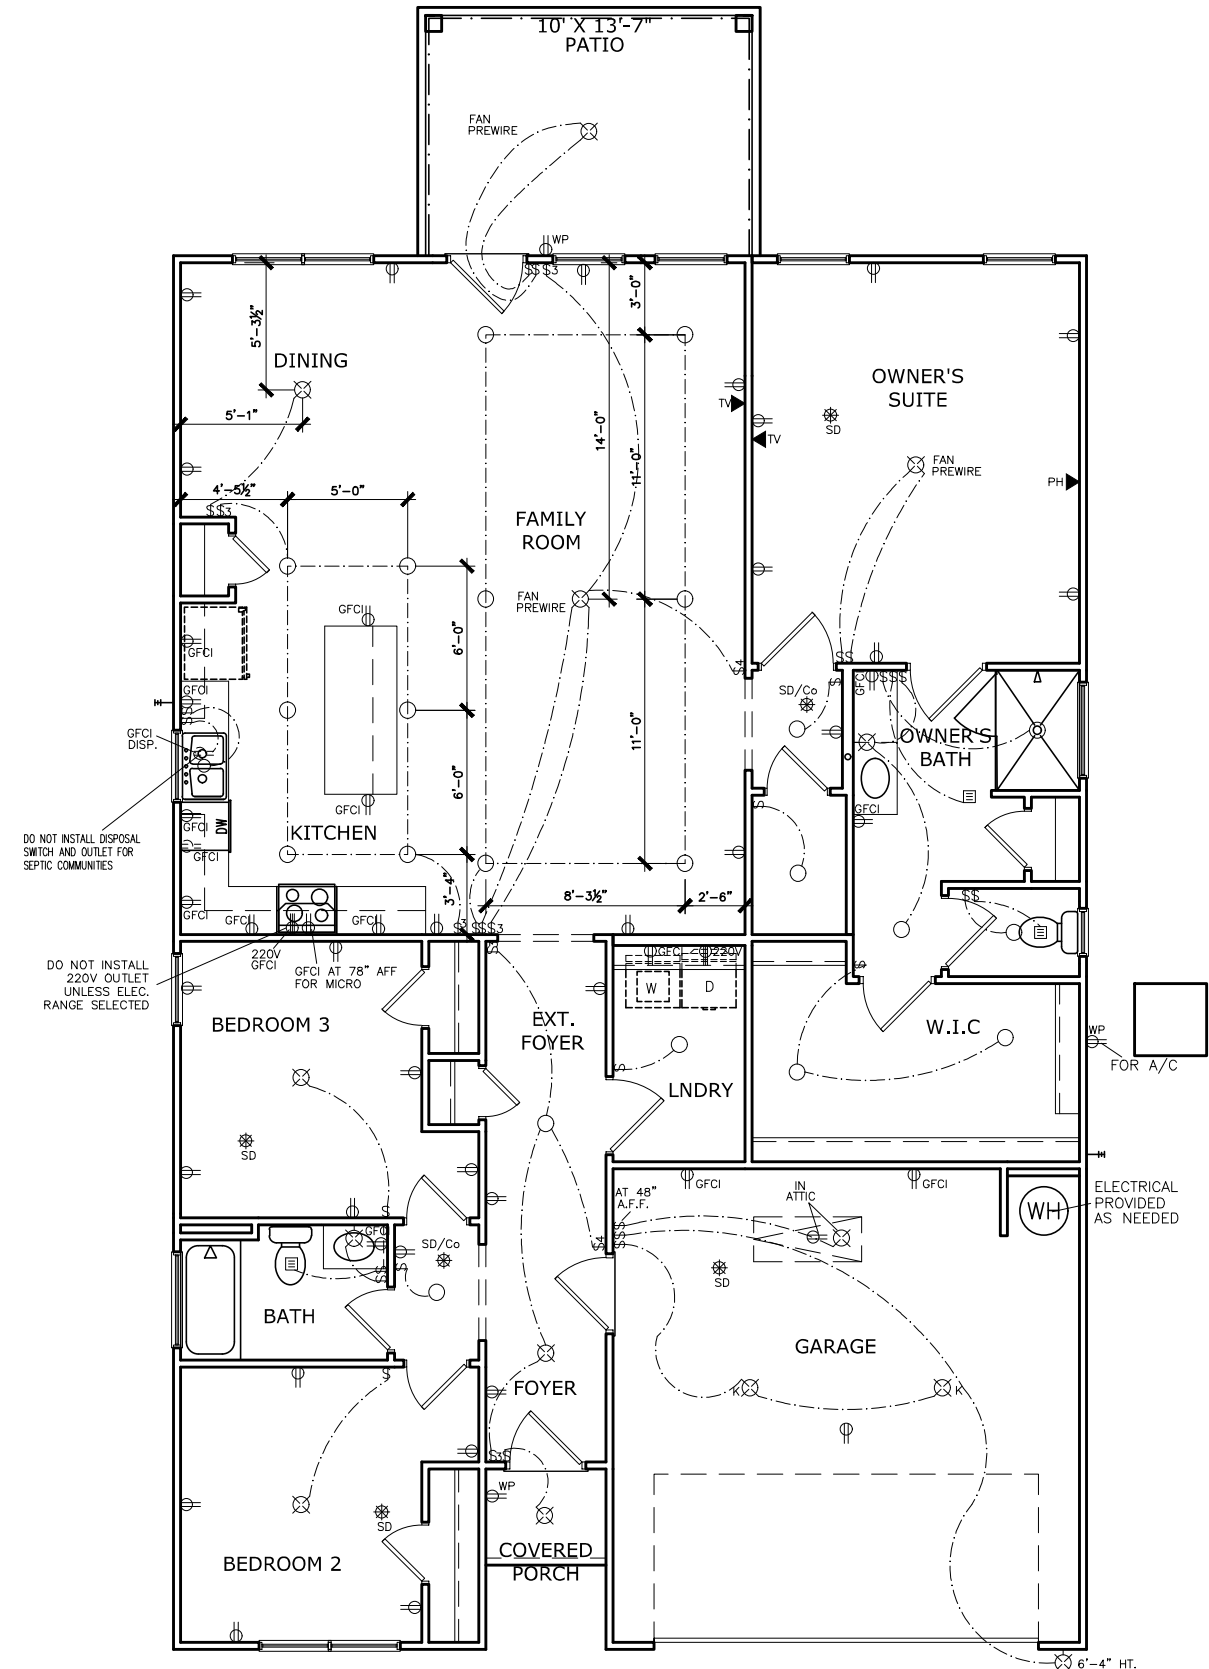 10' X 13'-7"
PATIO
FAN
PREWIRE
WP
$$ $3
5'-3½"
3'-0"
DINING
OWNER'S
SUITE
5'-1"
TV
TV
SD
14'-0"
11'-0"
FAN
PREWIRE
PH
4'-5½"
5'-0"
$$3
FAMILY
ROOM
FAN
PREWIRE
GFCI
6'-0"
GFCI
$4
$$
SD/Co
$
GFCI
$$$
GFCI
$
GFCI
DISP.
11'-0"
OWNER'S
BATH
6'-0"
GFCI
$
GFCI
GFCI
DW
KITCHEN
DO NOT INSTALL DISPOSAL
SWITCH AND OUTLET FOR
SEPTIC COMMUNITIES
GFCI
3'-4"
8'-3½"
2'-6"
$$
GFCI
GFCI
$3 $$$3
220V
GFCI
GFCI AT 78" AFF
FOR MICRO
$3
GFCI
220V
$
DO NOT INSTALL
220V OUTLET
UNLESS ELEC.
RANGE SELECTED
W
D
BEDROOM 3
EXT.
FOYER
W.I.C
WP
FOR A/C
$
LNDRY
SD
AT 48"
A.F.F.
GFCI
IN
ATTIC
GFCI
ELECTRICAL
PROVIDED
AS NEEDED
WH
$
GFCI
SD/Co
$4
$$$
$$
$
SD
BATH
GARAGE
$
FOYER
K
K
$3$
WP
SD
COVERED
PORCH
BEDROOM 2
6'-4" HT.